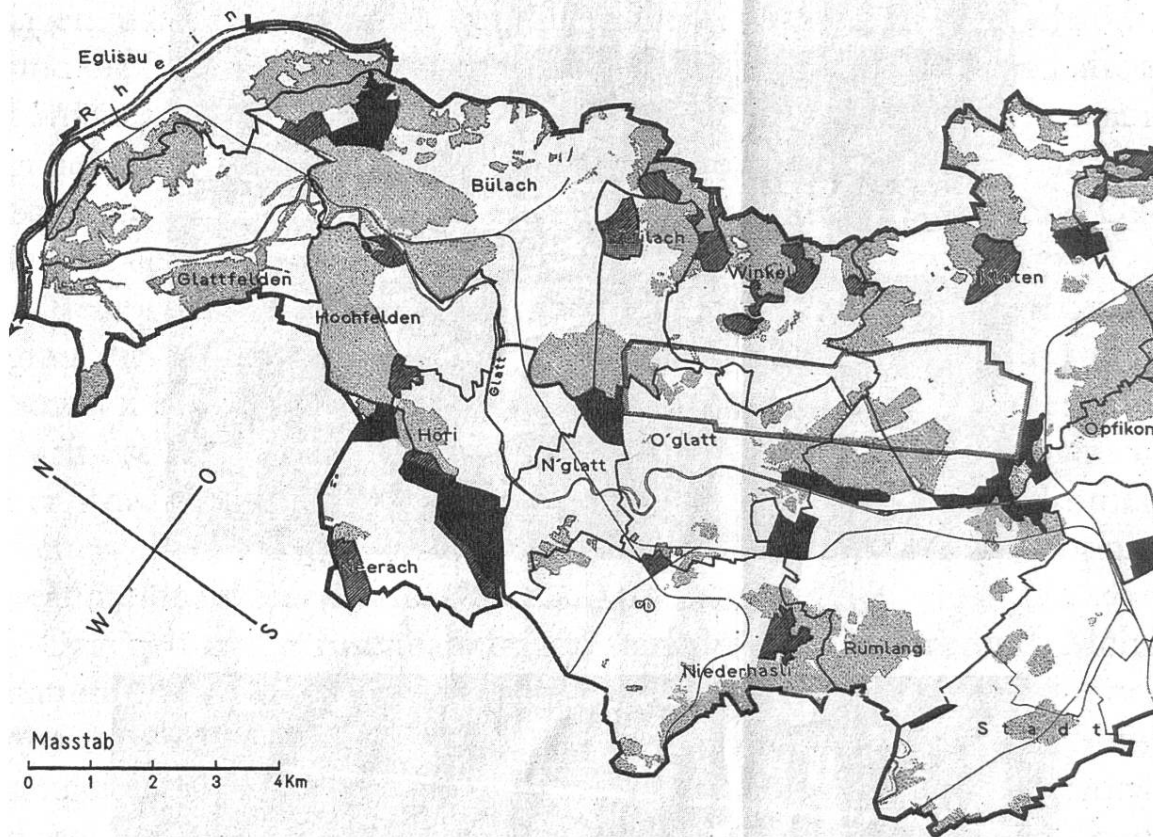 Rhein
Eglisau
Bülach
Winkel
Glattfelden
Hochfelden
Glatt
Höri
O'glatt
N'glatt
Opfikon
N
O
W
S
Neerach
Rümlang
Niederhasli
Stadt
Masstab
0 1 2 3 4 Km